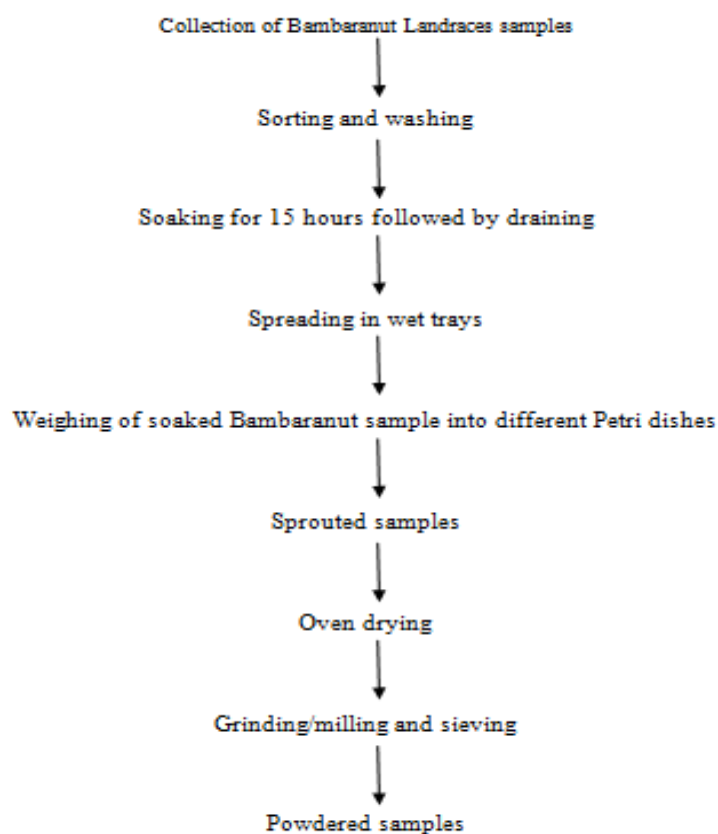 Collection of Bambaranut Landraces samples
Sorting and washing
Soaking for 15 hours followed by draining
Spreading in wet trays
Weighing of soaked Bambaranut sample into different Petri dishes
Sprouted samples
Oven drying
Grinding/milling and sieving
Powdered samples